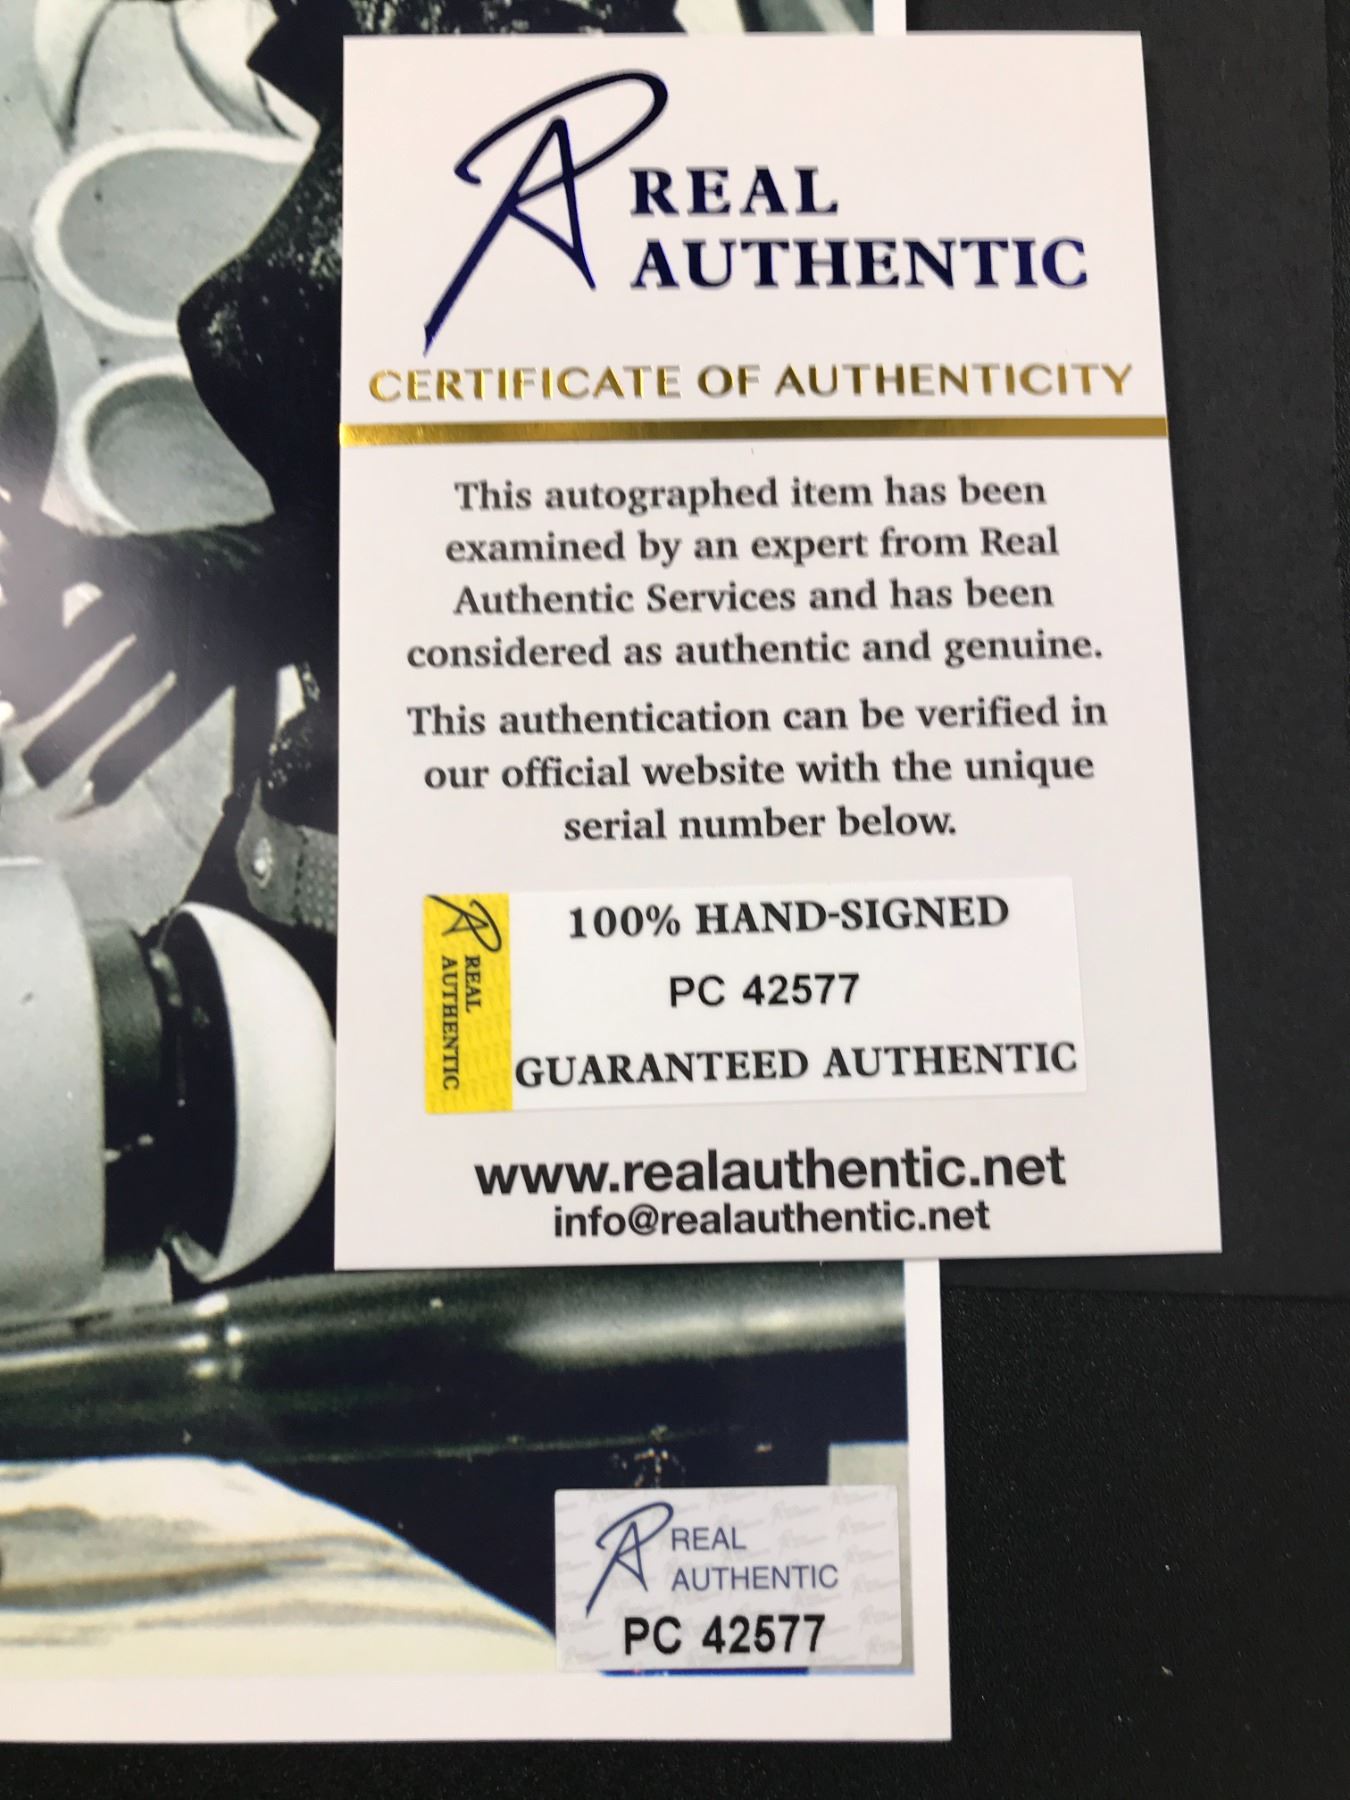 REAL
AUTHENTIC
CERTIFICATE OF AUTHENTICITY
This autographed item has been
examined by an expert from Real
Authentic Services and has been
considered as authentic and genuine.
This authentication can be verified in
our official website with the unique
serial number below.
REAL
AUTHENTIC
100% HAND-SIGNED
PC 42577
GUARANTEED AUTHENTIC
www.realauthentic.net
info@realauthentic.net
REAL
AUTHENTIC
PC 42577